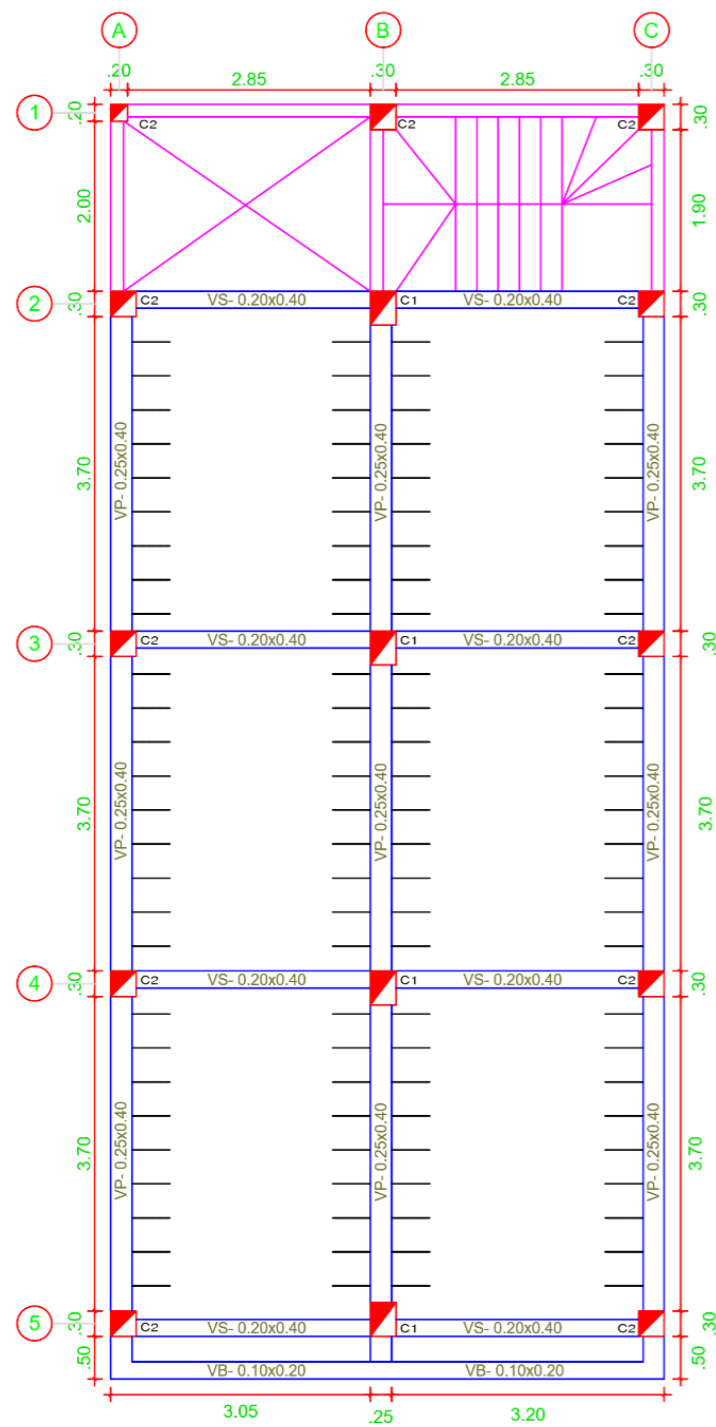 A B C
.20 2.85 .30 2.85 .30
1 .20 C2 C2 C2 .30
2.00 1.90
2 .30 C2 VS- 0.20x0.40 C1 VS- 0.20x0.40 C2 .30
3.70 VP- 0.25x0.40 VP- 0.25x0.40 VP- 0.25x0.40 3.70
3 .30 C2 VS- 0.20x0.40 C1 VS- 0.20x0.40 C2 .30
3.70 VP- 0.25x0.40 VP- 0.25x0.40 VP- 0.25x0.40 3.70
4 .30 C2 VS- 0.20x0.40 C1 VS- 0.20x0.40 C2 .30
3.70 VP- 0.25x0.40 VP- 0.25x0.40 VP- 0.25x0.40 3.70
5 .30 C2 VS- 0.20x0.40 C1 VS- 0.20x0.40 C2 .30
.50 VB- 0.10x0.20 VB- 0.10x0.20 .50
3.05 .25 3.20